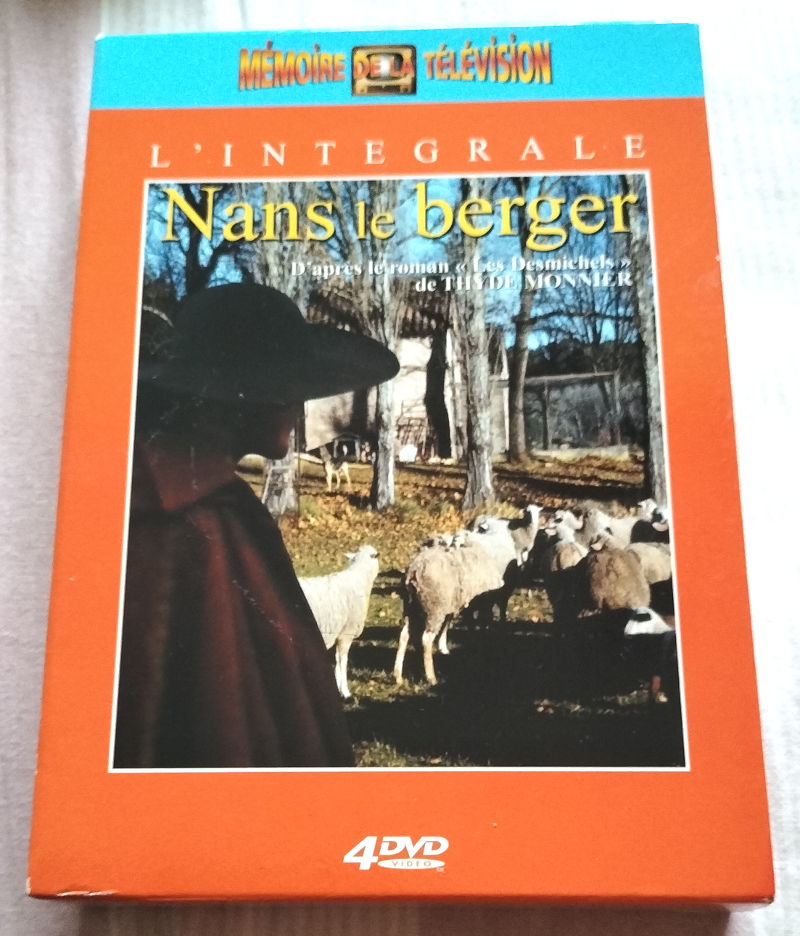 MÉMOIRE DE LA TÉLÉVISION
L'INTEGRALE
Nans le berger
D'après le roman « Les Desmichels »
de THYDE MONNIER
4 DVD
VIDEO